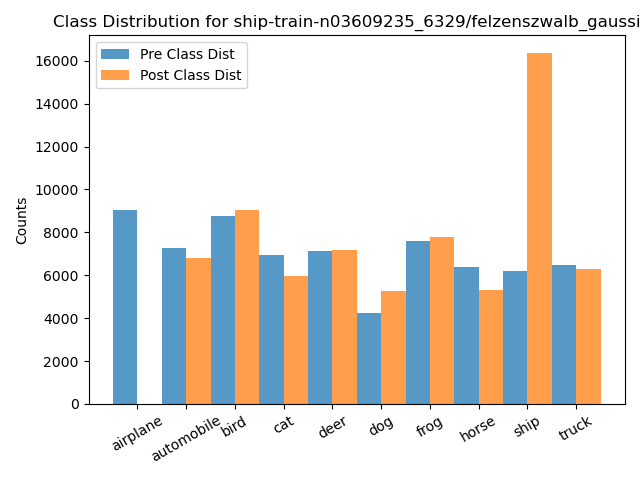 Class Distribution for ship-train-n03609235_6329/felzenszwalb_gaussi
Pre Class Dist
Post Class Dist
Counts
16000
14000
12000
10000
8000
6000
4000
2000
0
airplane
automobile
bird
cat
deer
dog
frog
horse
ship
truck